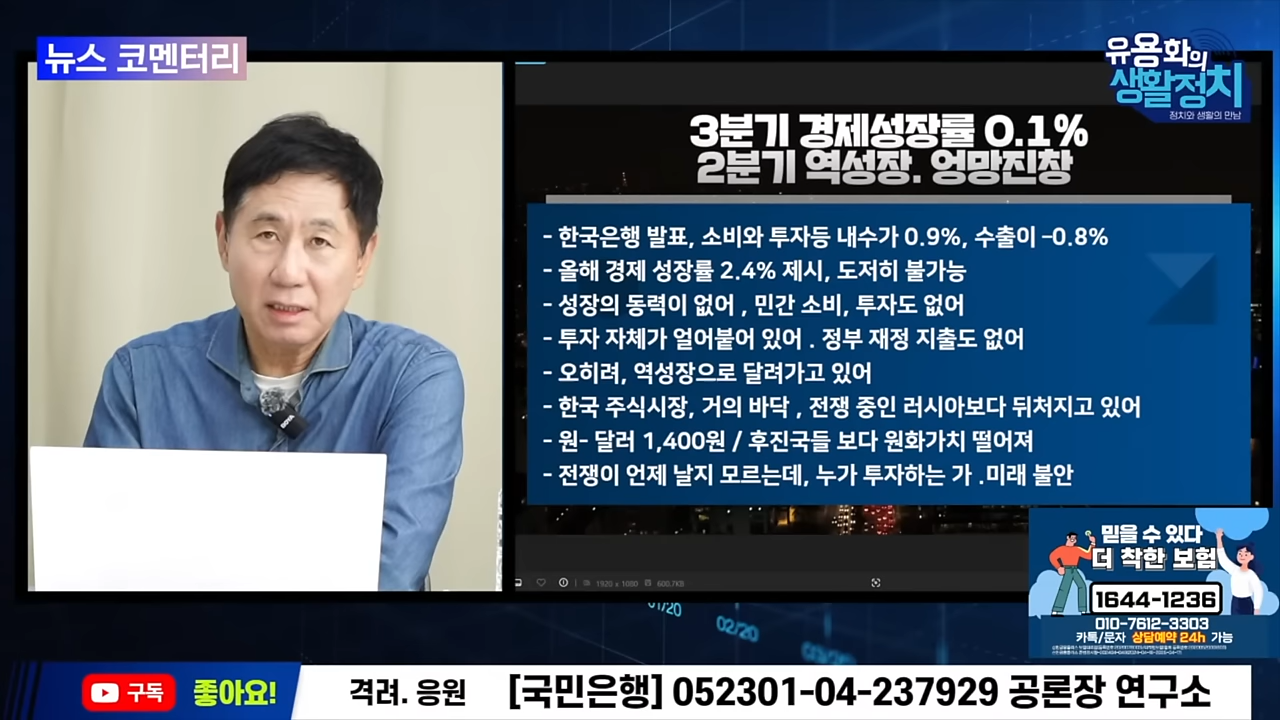 뉴스 코멘터리
유용화의
생활정치
정치와 생활의 만남
3분기 경제성장률 0.1%
2분기 역성장. 엉망진창
- 한국은행 발표, 소비와 투자등 내수가 0.9%, 수출이 -0.8%
- 올해 경제 성장률 2.4% 제시, 도저히 불가능
- 성장의 동력이 없어 , 민간 소비, 투자도 없어
- 투자 자체가 얼어붙어 있어 . 정부 재정 지출도 없어
- 오히려, 역성장으로 달려가고 있어
- 한국 주식시장, 거의 바닥 , 전쟁 중인 러시아보다 뒤처지고 있어
- 원- 달러 1,400원 / 후진국들 보다 원화가치 떨어져
- 전쟁이 언제 날지 모르는데, 누가 투자하는 가 .미래 불안
1920 x 1080 600.7KB
믿을 수 있다
더 착한 보험
1644-1236
010-7612-3303
카톡/문자 상담예약 24h 가능
01/20
02/20
구독
좋아요!
격려. 응원 [국민은행] 052301-04-237929 공론장 연구소